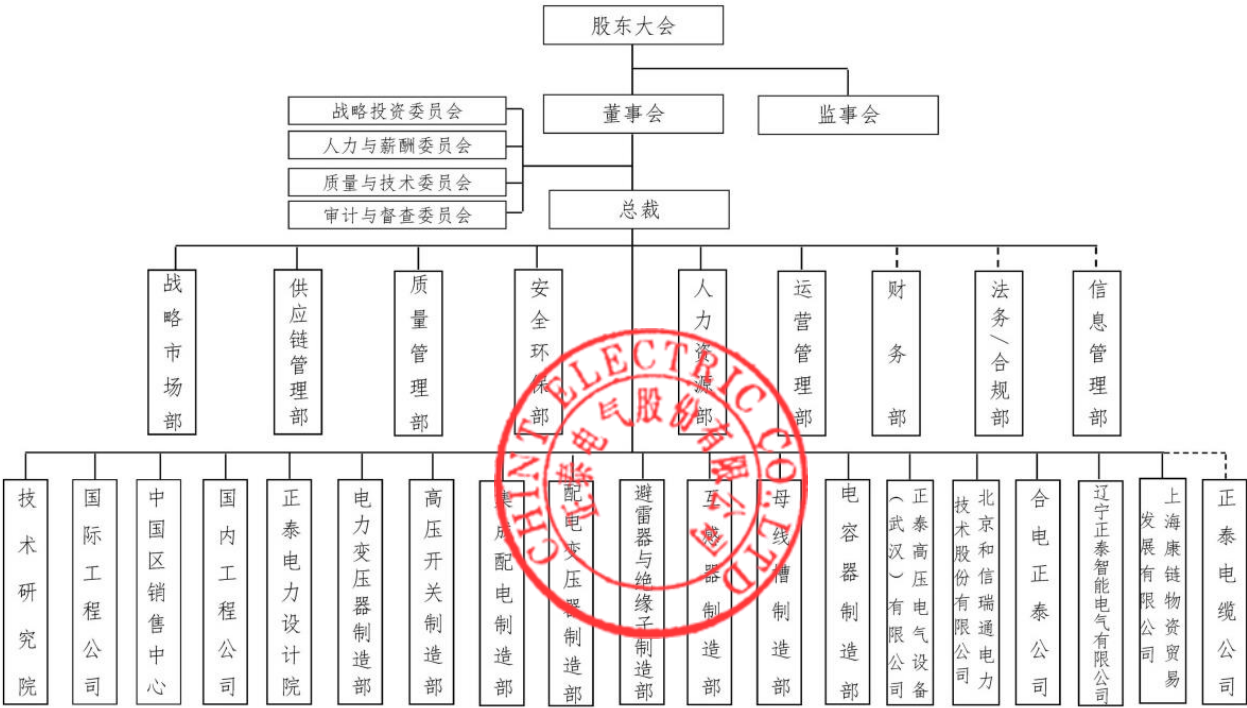 股东大会
董事会
监事会
战略投资委员会
人力与薪酬委员会
质量与技术委员会
审计与督查委员会
总裁
战略市场部
供应链管理部
质量管理部
安全环保部
人力资源部
运营管理部
财务部
法务/合规部
信息管理部
技术研究院
国际工程公司
中国区销售中心
国内工程公司
正泰电力设计院
电力变压器制造部
高压开关制造部
集成配电制造部
配电变压器制造部
避雷器与绝缘子制造部
互感器制造部
母线槽制造部
电容器制造部
正泰高压电气设备
（武汉）有限公司
北京和信瑞通电力
技术股份有限公司
合电正泰公司
辽宁正泰智能电气有限公司
上海康链物资贸易
发展有限公司
正泰电缆公司
CHINT ELECTRIC CO.,LTD
正泰电气股份有限公司